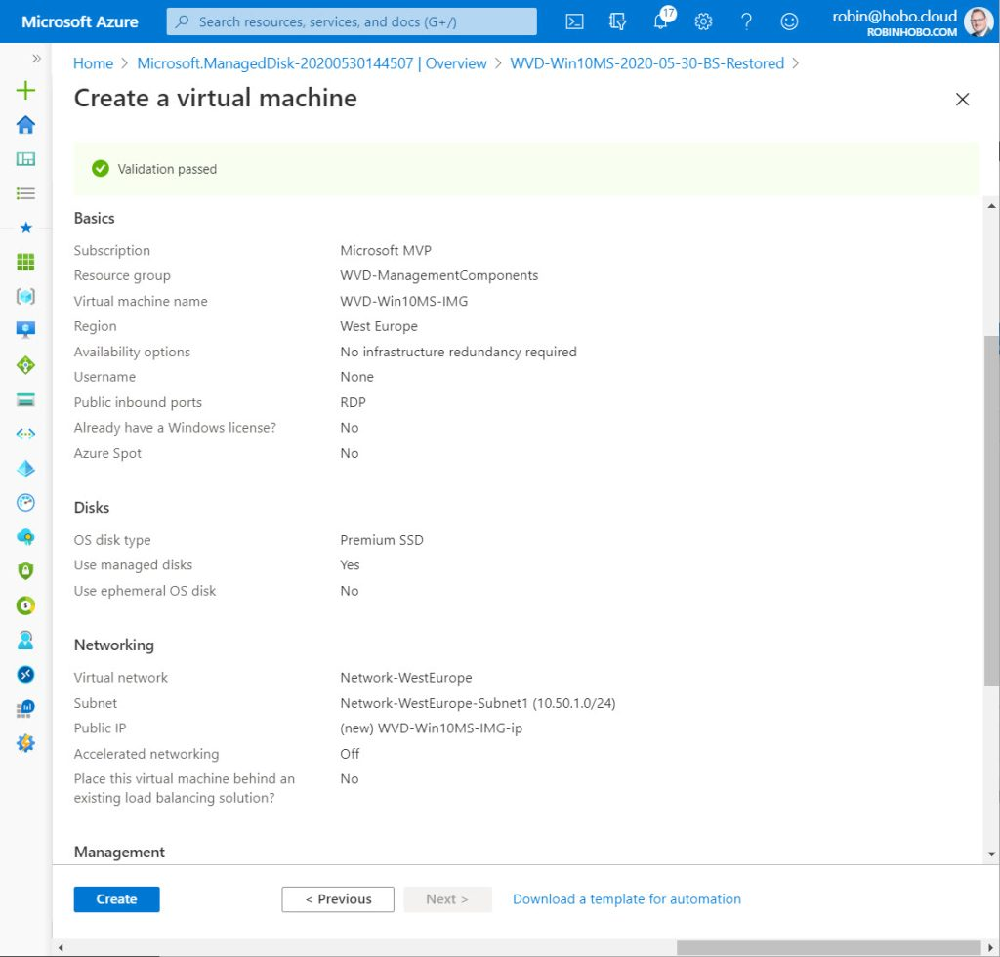 Microsoft Azure
Search resources, services, and docs (G+/)
17
robin@hobo.cloud
ROBINHOBO.COM
Home > Microsoft.ManagedDisk-20200530144507 | Overview > WVD-Win10MS-2020-05-30-BS-Restored >
Create a virtual machine
Validation passed
Basics
Subscription Microsoft MVP
Resource group WVD-ManagementComponents
Virtual machine name WVD-Win10MS-IMG
Region West Europe
Availability options No infrastructure redundancy required
Username None
Public inbound ports RDP
Already have a Windows license? No
Azure Spot No
Disks
OS disk type Premium SSD
Use managed disks Yes
Use ephemeral OS disk No
Networking
Virtual network Network-WestEurope
Subnet Network-WestEurope-Subnet1 (10.50.1.0/24)
Public IP (new) WVD-Win10MS-IMG-ip
Accelerated networking Off
Place this virtual machine behind an No
existing load balancing solution?
Management
Create < Previous Next > Download a template for automation